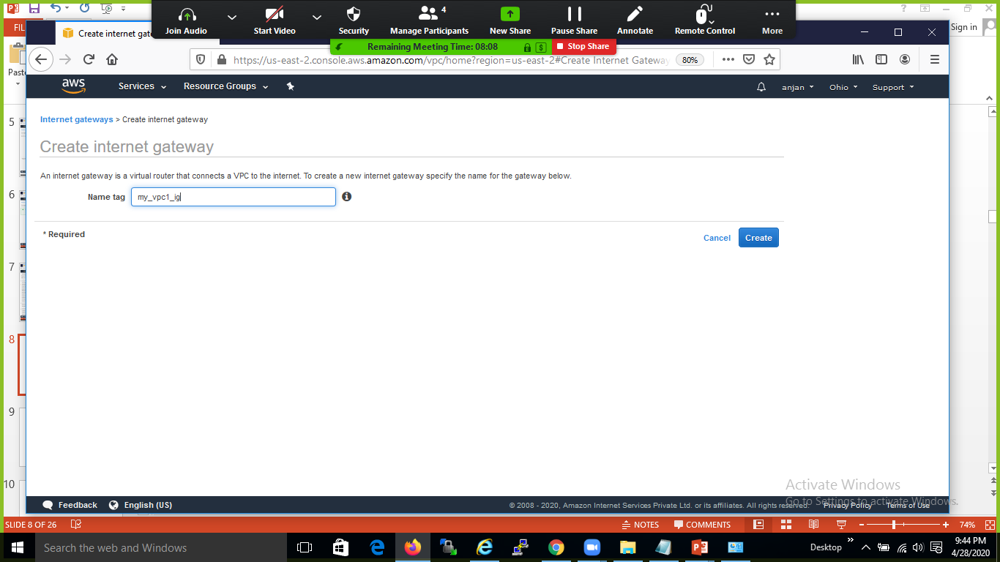 4
Join Audio
Start Video
Security
Manage Participants
New Share
Pause Share
Annotate
Remote Control
More
Remaining Meeting Time: 08:08
$
Stop Share
?
Sign in
FIL
Create internet gat
https://us-east-2.console.aws.amazon.com/vpc/home?region=us-east-2#Create Internet Gateway
80%
Past
aws
Services
Resource Groups
anjan
Ohio
Support
Internet gateways > Create internet gateway
Create internet gateway
An internet gateway is a virtual router that connects a VPC to the internet. To create a new internet gateway specify the name for the gateway below.
Name tag
my_vpc1_ig
* Required
Cancel
Create
5
6
7
8
9
10
Activate Windows
Go to Settings to activate Windows.
Feedback
English (US)
© 2008 - 2020, Amazon Internet Services Private Ltd. or its affiliates. All rights reserved.
Privacy Policy
Terms of Use
SLIDE 8 OF 26
NOTES
COMMENTS
74%
Search the web and Windows
Desktop
9:44 PM
4/28/2020